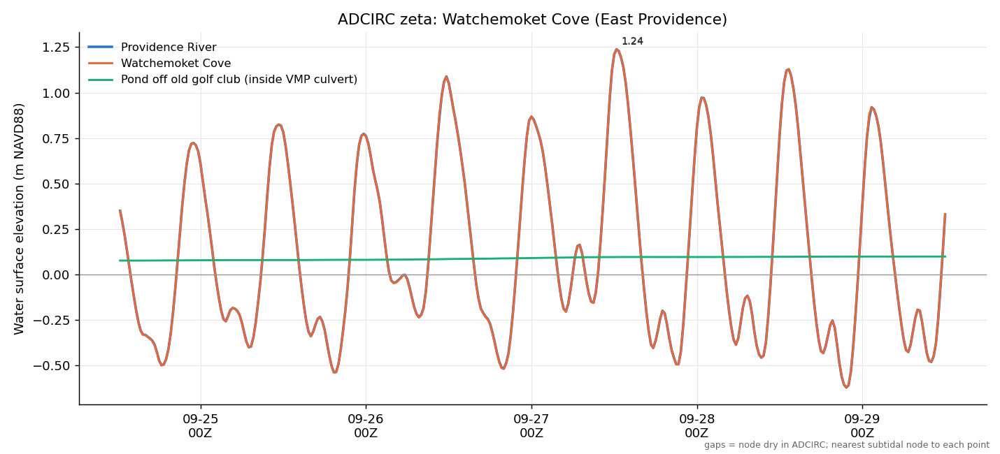 ADCIRC zeta: Watchemoket Cove (East Providence)
Water surface elevation (m NAVD88)
1.25
1.00
0.75
0.50
0.25
0.00
−0.25
−0.50
Providence River
Watchemoket Cove
Pond off old golf club (inside VMP culvert)
1.24
09-25
00Z
09-26
00Z
09-27
00Z
09-28
00Z
09-29
00Z
gaps = node dry in ADCIRC; nearest subtidal node to each point